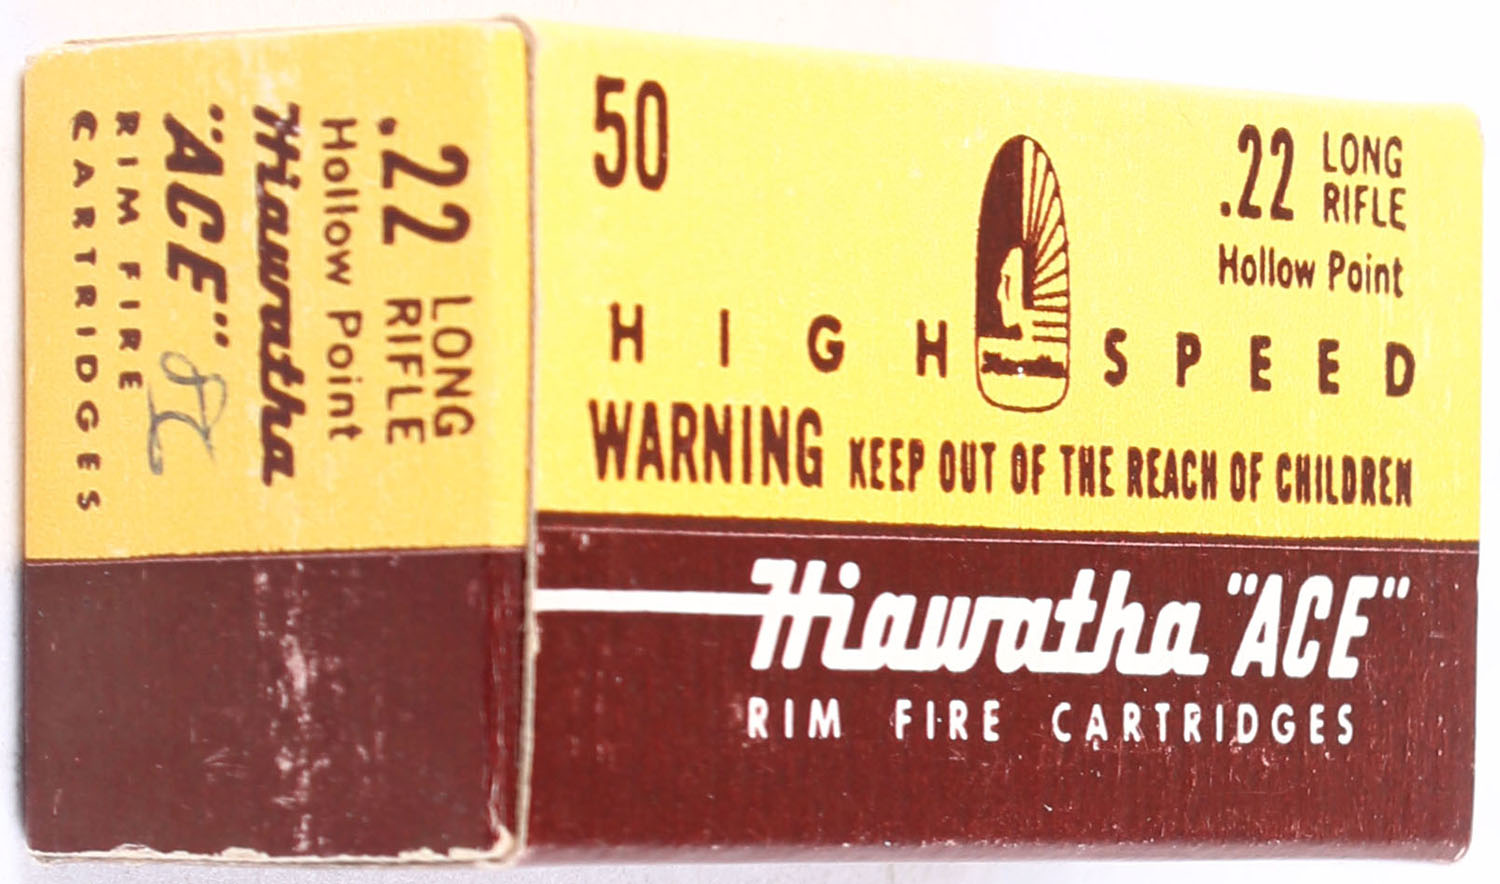 50
.22 LONG
RIFLE
Hollow Point
HIGH SPEED
Hiawatha
WARNING KEEP OUT OF THE REACH OF CHILDREN
Hiawatha "ACE"
RIM FIRE CARTRIDGES
.22 LONG
RIFLE
Hollow Point
Hiawatha
"ACE"
RIM FIRE
CARTRIDGES